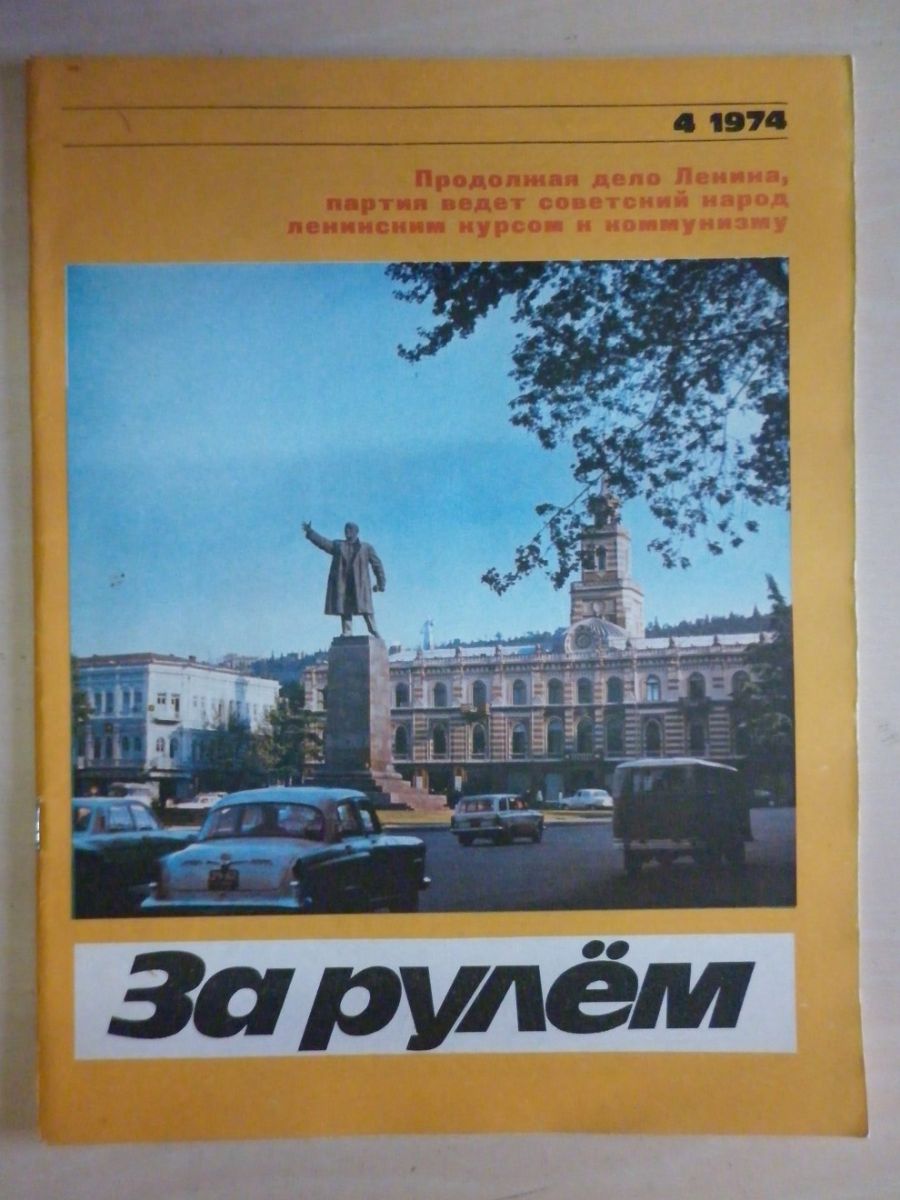 4 1974
Продолжая дело Ленина,
партия ведет советский народ
ленинским курсом к коммунизму
За рулём